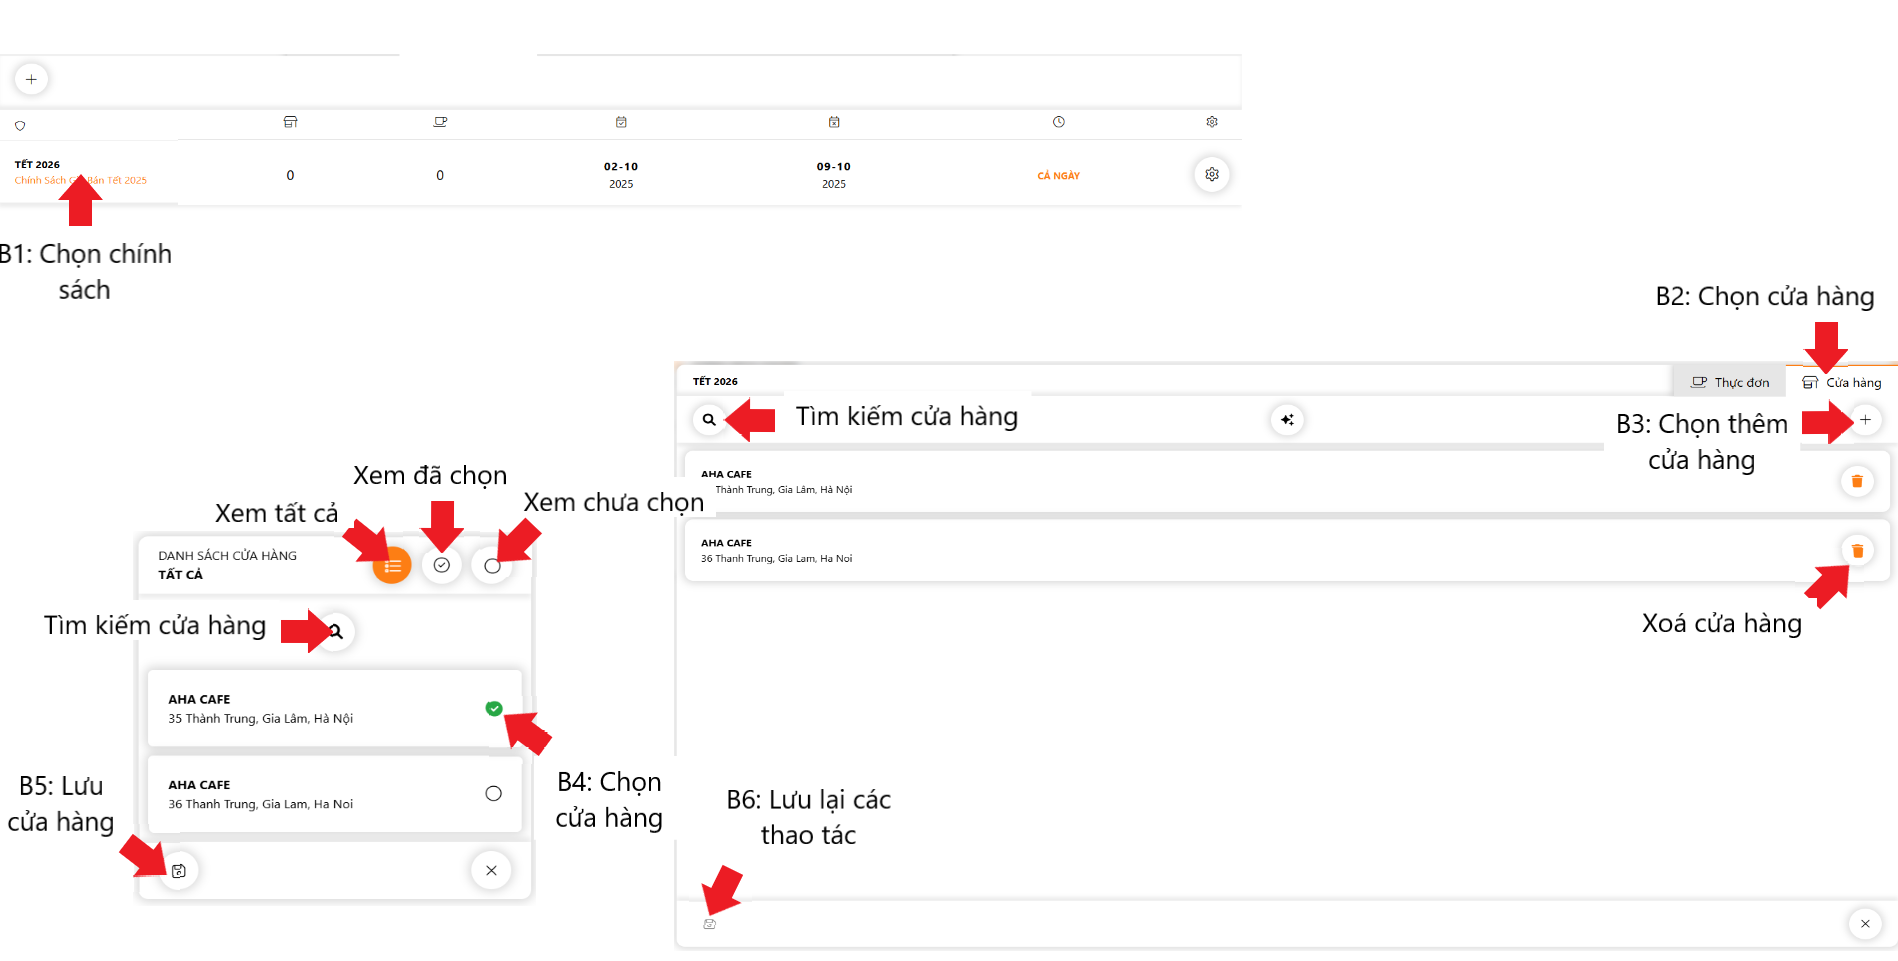 TẾT 2026
Chính Sách Bán Tết 2025
0
0
02-10
2025
09-10
2025
CẢ NGÀY
B1: Chọn chính
sách
B2: Chọn cửa hàng
TẾT 2026
Thực đơn
Cửa hàng
Tìm kiếm cửa hàng
B3: Chọn thêm
cửa hàng
AHA CAFE
Thành Trung, Gia Lâm, Hà Nội
AHA CAFE
36 Thanh Trung, Gia Lam, Ha Noi
Xoá cửa hàng
B6: Lưu lại các
thao tác
Xem đã chọn
Xem chưa chọn
Xem tất cả
DANH SÁCH CỬA HÀNG
TẤT CẢ
Tìm kiếm cửa hàng
AHA CAFE
35 Thành Trung, Gia Lâm, Hà Nội
AHA CAFE
36 Thanh Trung, Gia Lam, Ha Noi
B4: Chọn
cửa hàng
B5: Lưu
cửa hàng